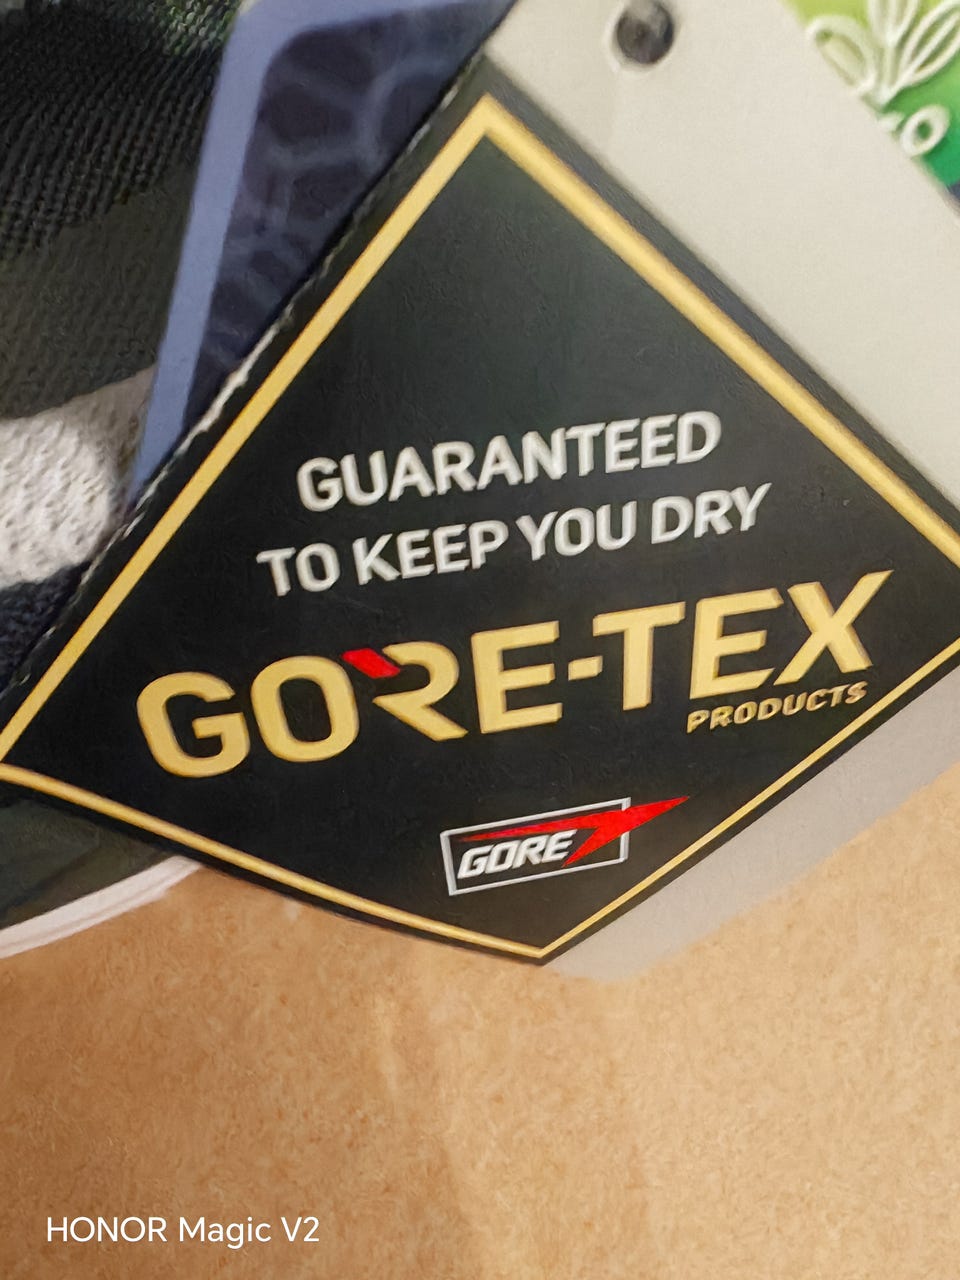 GUARANTEED
TO KEEP YOU DRY
GORE-TEX
PRODUCTS
GORE
HONOR Magic V2